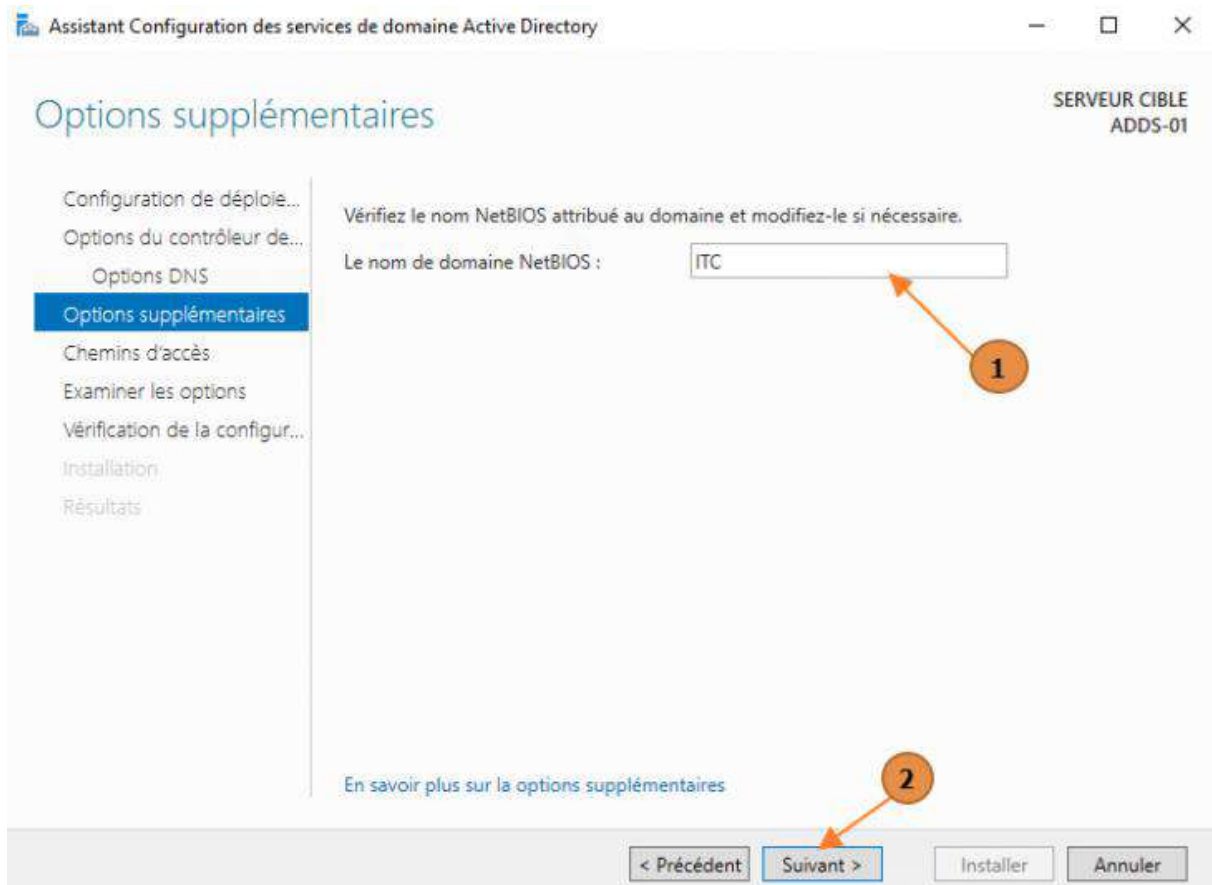 Assistant Configuration des services de domaine Active Directory
Options supplémentaires
SERVEUR CIBLE
ADDS-01
Configuration de déploie...
Options du contrôleur de...
Options DNS
Options supplémentaires
Chemins d'accès
Examiner les options
Vérification de la configur...
Installation
Résultats
Vérifiez le nom NetBIOS attribué au domaine et modifiez-le si nécessaire.
Le nom de domaine NetBIOS : ITC
1
En savoir plus sur la options supplémentaires
2
< Précédent Suivant > Installer Annuler